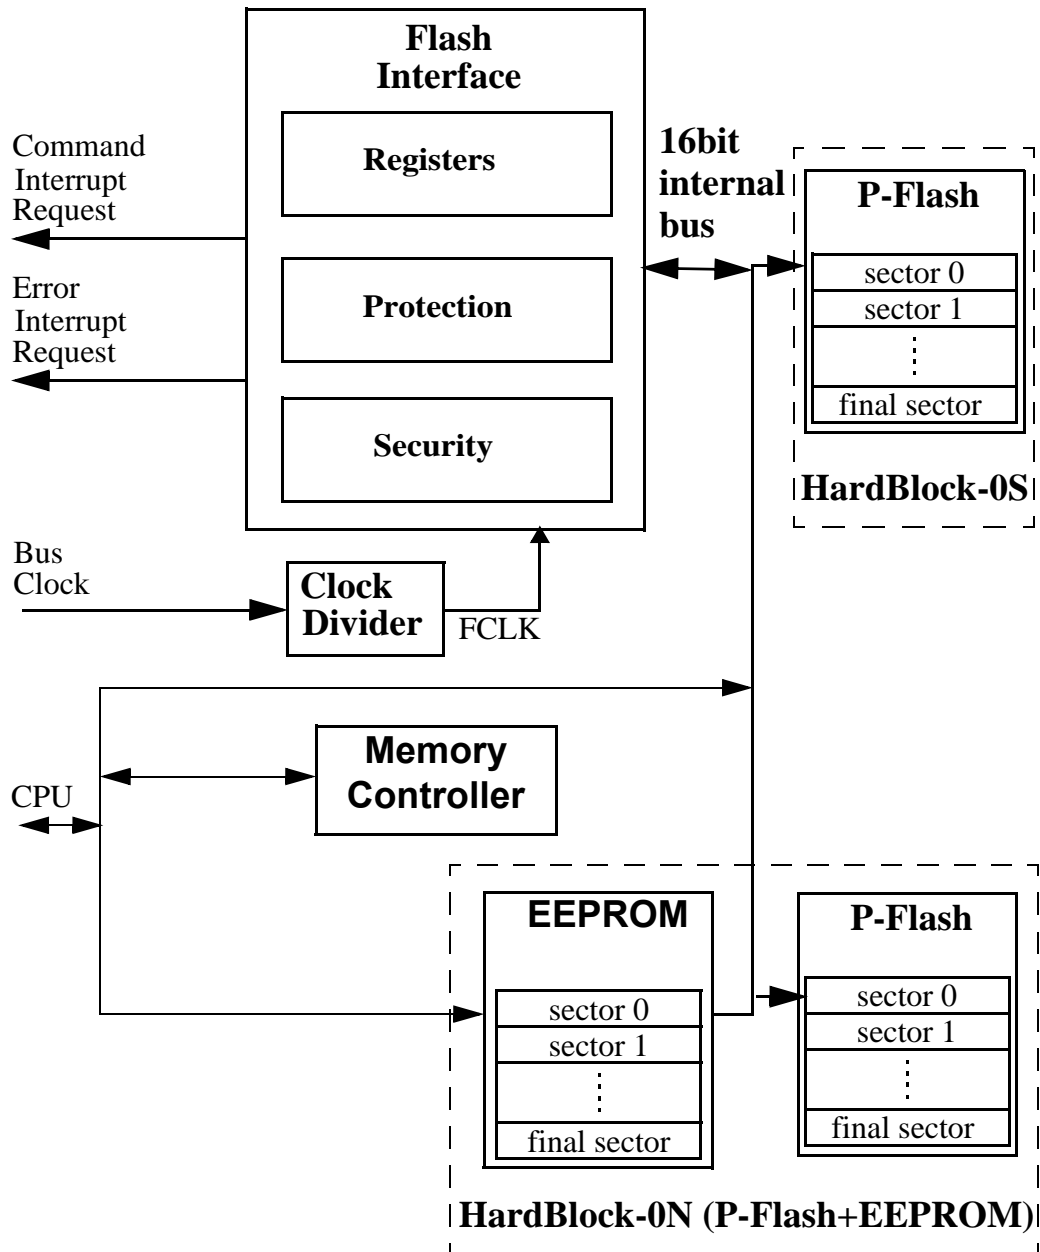 Flash
Interface
Registers
Protection
Security
Command
Interrupt
Request
Error
Interrupt
Request
16bit
internal
bus
P-Flash
sector 0
sector 1
final sector
HardBlock-0S
Bus
Clock
Clock
Divider
FCLK
Memory
Controller
CPU
EEPROM
sector 0
sector 1
final sector
P-Flash
sector 0
sector 1
final sector
HardBlock-0N (P-Flash+EEPROM)